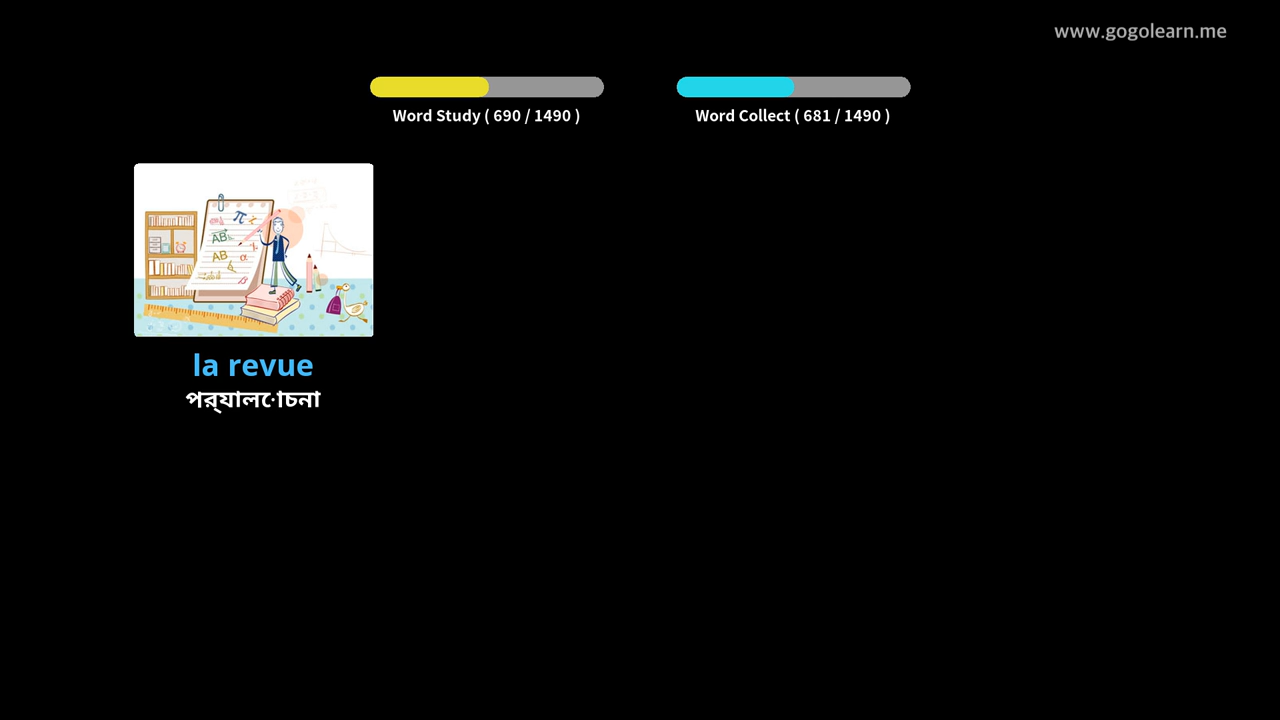 www.gogolearn.me
Word Study ( 690 / 1490 )
Word Collect ( 681 / 1490 )
la revue
পর্যালোচনা